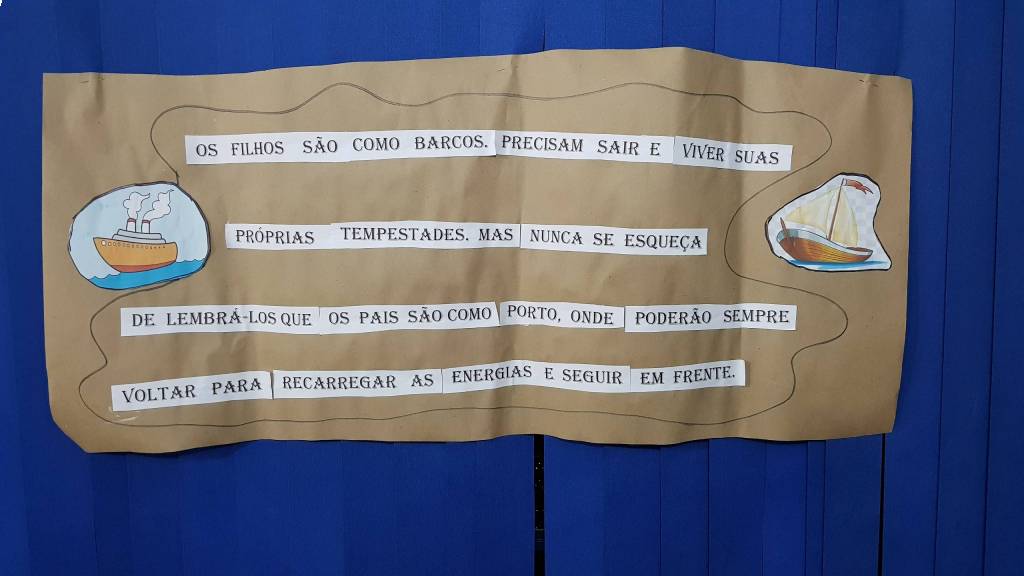 OS FILHOS SÃO COMO BARCOS. PRECISAM SAIR E VIVER SUAS
PRÓPRIAS TEMPESTADES. MAS NUNCA SE ESQUEÇA
DE LEMBRÁ-LOS QUE OS PAIS SÃO COMO PORTO, ONDE PODERÃO SEMPRE
VOLTAR PARA RECARREGAR AS ENERGIAS E SEGUIR EM FRENTE.